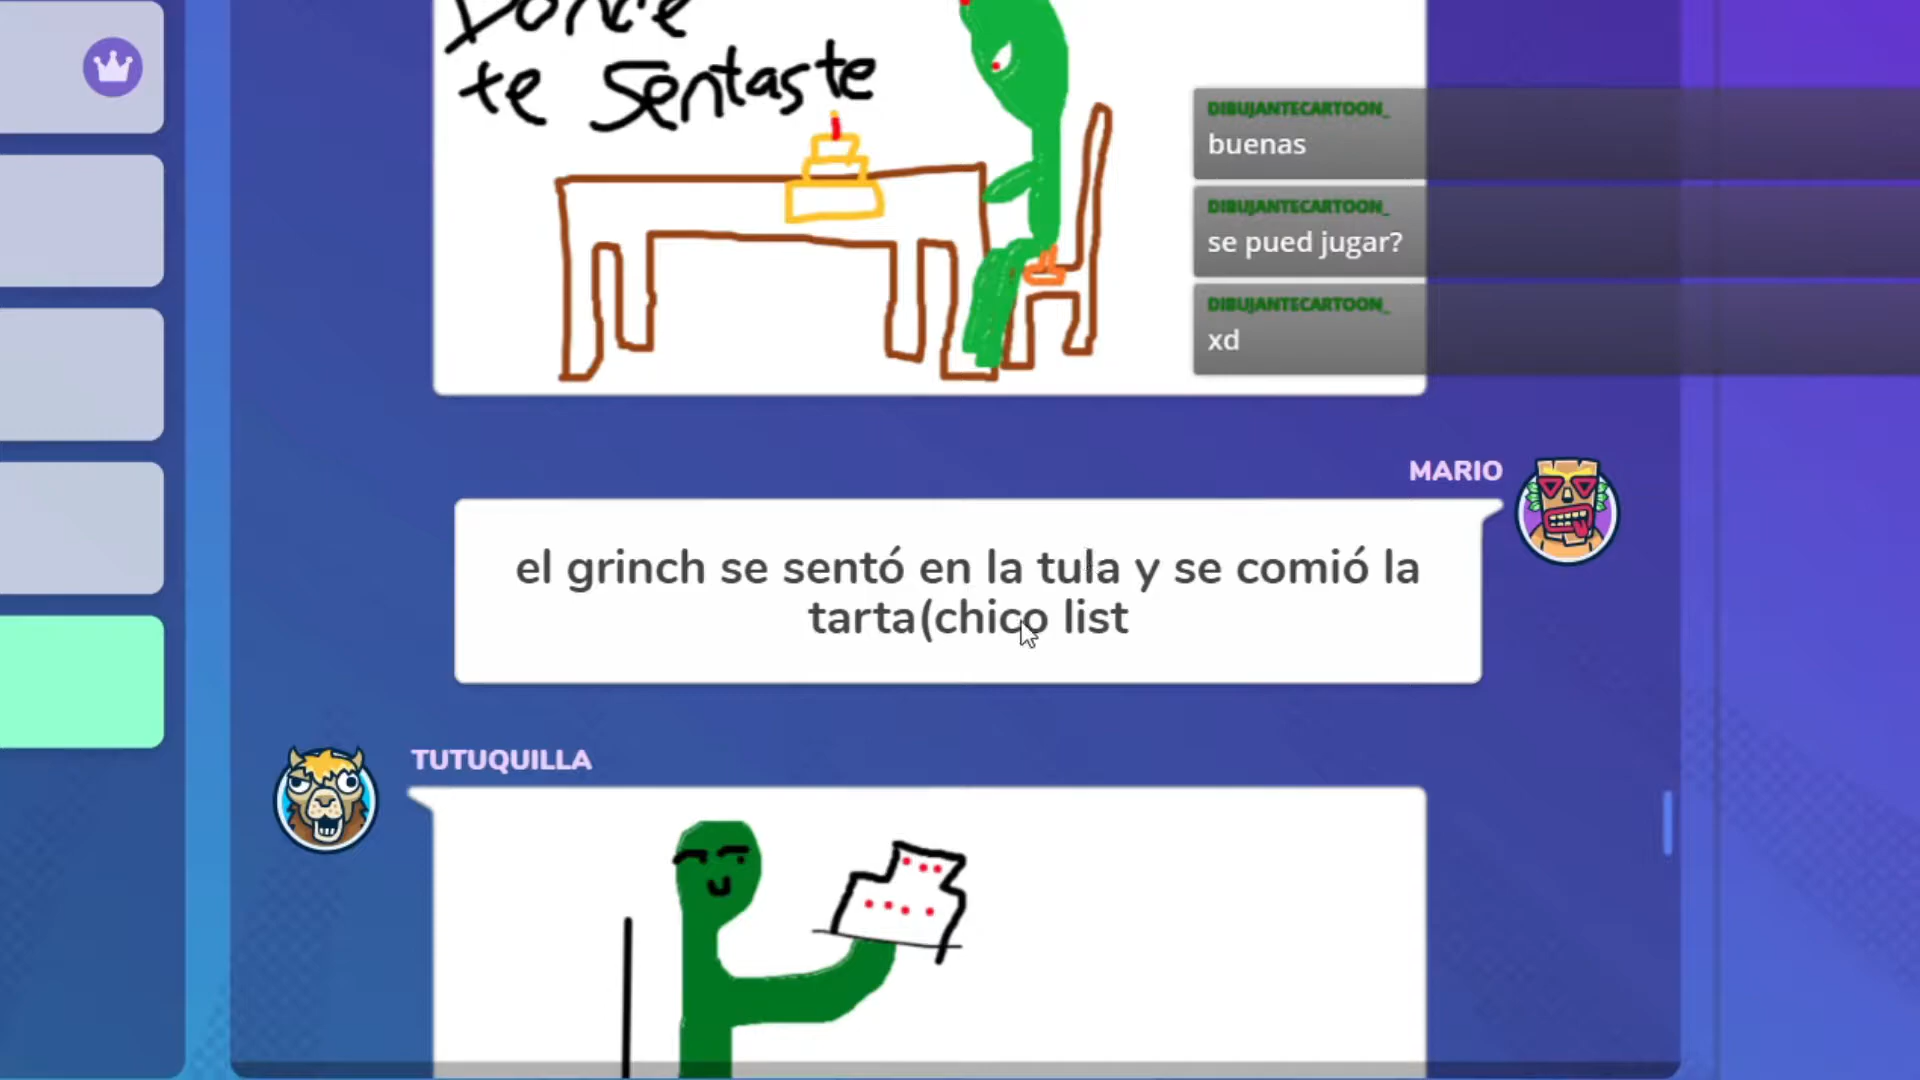 Donde
te sentaste
DIBUJANTECARTOON_
buenas
DIBUJANTECARTOON_
se pued jugar?
DIBUJANTECARTOON_
xd
MARIO
el grinch se sentó en la tula y se comió la
tarta(chico list
TUTUQUILLA